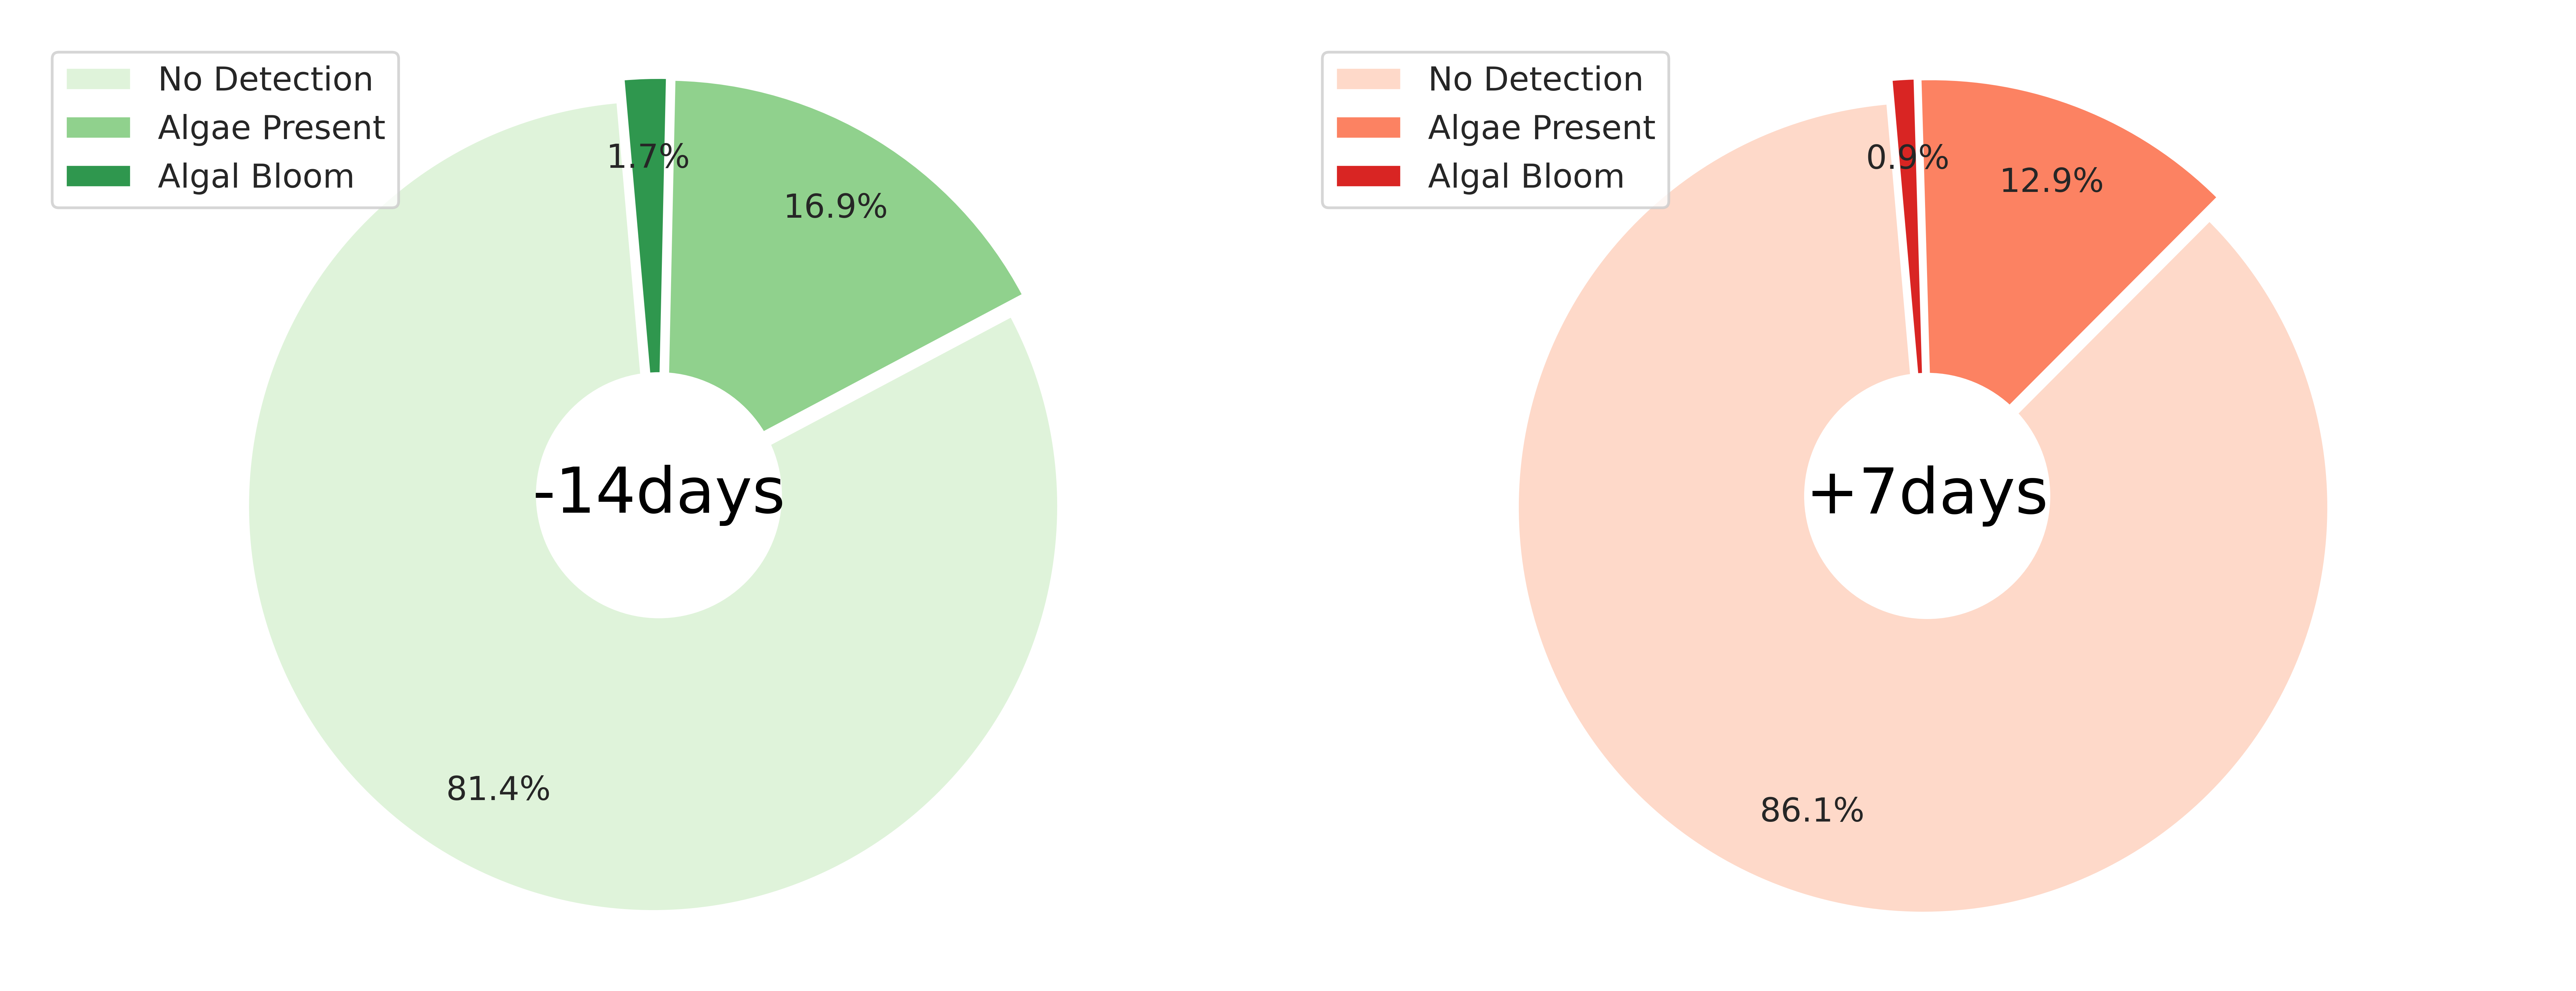 No Detection
Algae Present
Algal Bloom
1.7%
16.9%
-14days
81.4%
No Detection
Algae Present
Algal Bloom
0.9%
12.9%
+7days
86.1%